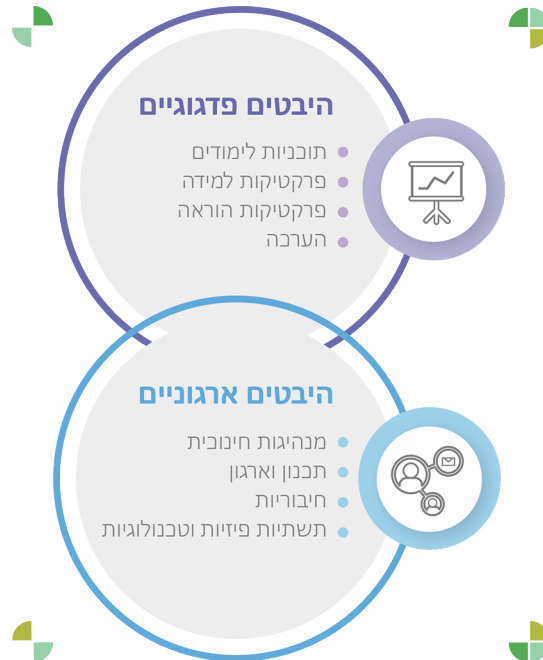 היבטים פדגוגיים
תוכניות לימודים
פרקטיקות למידה
פרקטיקות הוראה
הערכה
היבטים ארגוניים
מנהיגות חינוכית
תכנון וארגון
חיבוריות
תשתיות פיזיות וטכנולוגיות